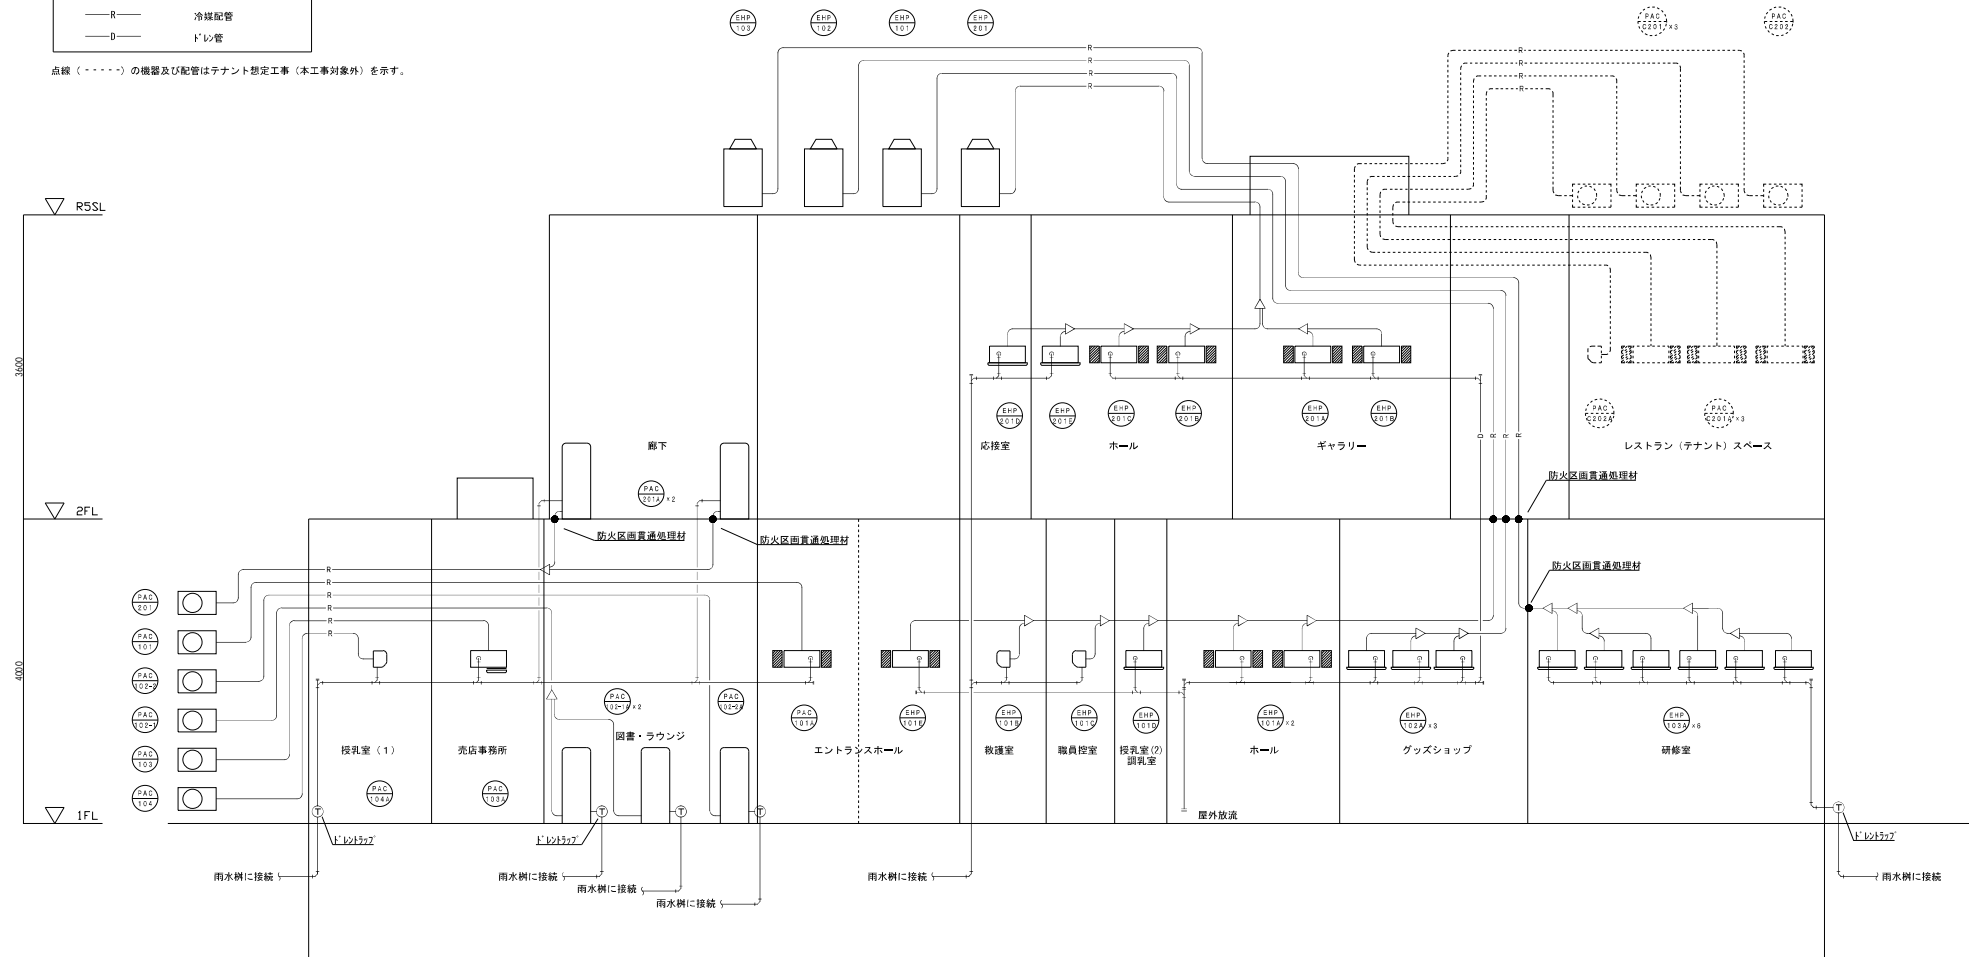 R 冷媒配管
D ﾄﾞﾚﾝ管
点線（ - - - - - ）の機器及び配管はテナント想定工事（本工事対象外）を示す。
EHP 103
EHP 102
EHP 101
EHP 201
PAC C201 ×3
PAC C202
R
R
R
R
R
R
R
R
R5SL
3600
EHP 201D
EHP 201E
EHP 201C
EHP 201B
EHP 201A
EHP 201B
PAC C202A
PAC C201A ×3
廊下
応接室
ホール
ギャラリー
レストラン（テナント）スペース
D
R
R
R
PAC 201A ×2
防火区画貫通処理材
2FL
防火区画貫通処理材
防火区画貫通処理材
防火区画貫通処理材
R
R
R
R
R
PAC 201
PAC 101
PAC 102-2
PAC 102-1
PAC 103
PAC 104
4000
PAC 102-1A ×2
PAC 102-2A
PAC 101A
EHP 101E
EHP 101B
EHP 101C
EHP 101D
EHP 101A ×2
EHP 102A ×3
EHP 103A ×6
図書・ラウンジ
授乳室（１）
売店事務所
エントランスホール
救護室
職員控室
授乳室(2)
調乳室
ホール
グッズショップ
研修室
PAC 104A
PAC 103A
T
T
T
T
T
屋外放流
1FL
ﾄﾞﾚﾝﾄﾗｯﾌﾟ
ﾄﾞﾚﾝﾄﾗｯﾌﾟ
ﾄﾞﾚﾝﾄﾗｯﾌﾟ
雨水桝に接続
雨水桝に接続
雨水桝に接続
雨水桝に接続
雨水桝に接続
雨水桝に接続